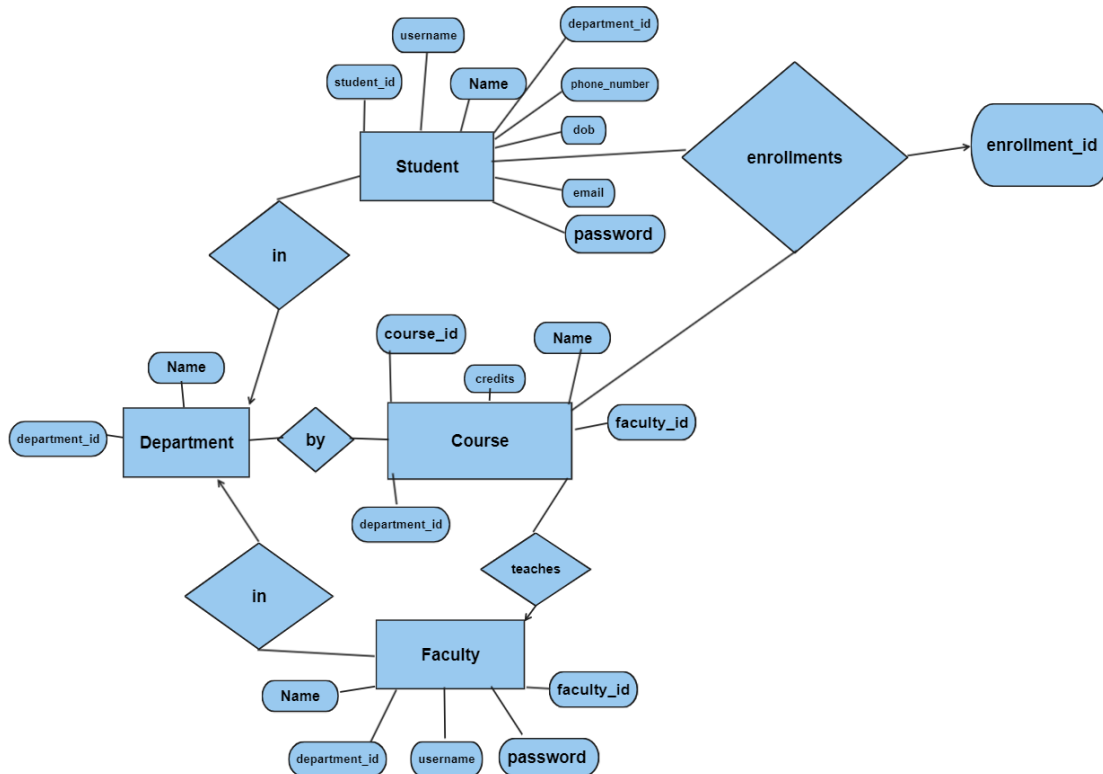 department_id
username
Name
student_id
phone_number
dob
Student
enrollments
enrollment_id
email
password
in
course_id
Name
Name
credits
department_id
Department
by
Course
faculty_id
department_id
teaches
in
Faculty
Name
faculty_id
department_id
username
password